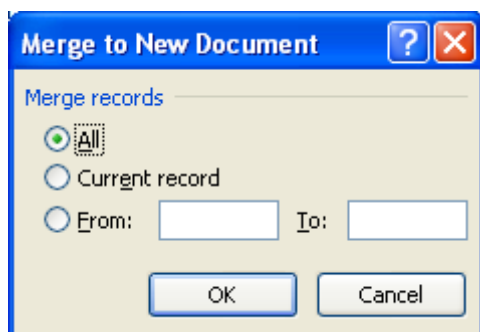 Merge to New Document ?
Merge records
All
Current record
From: To:
OK Cancel